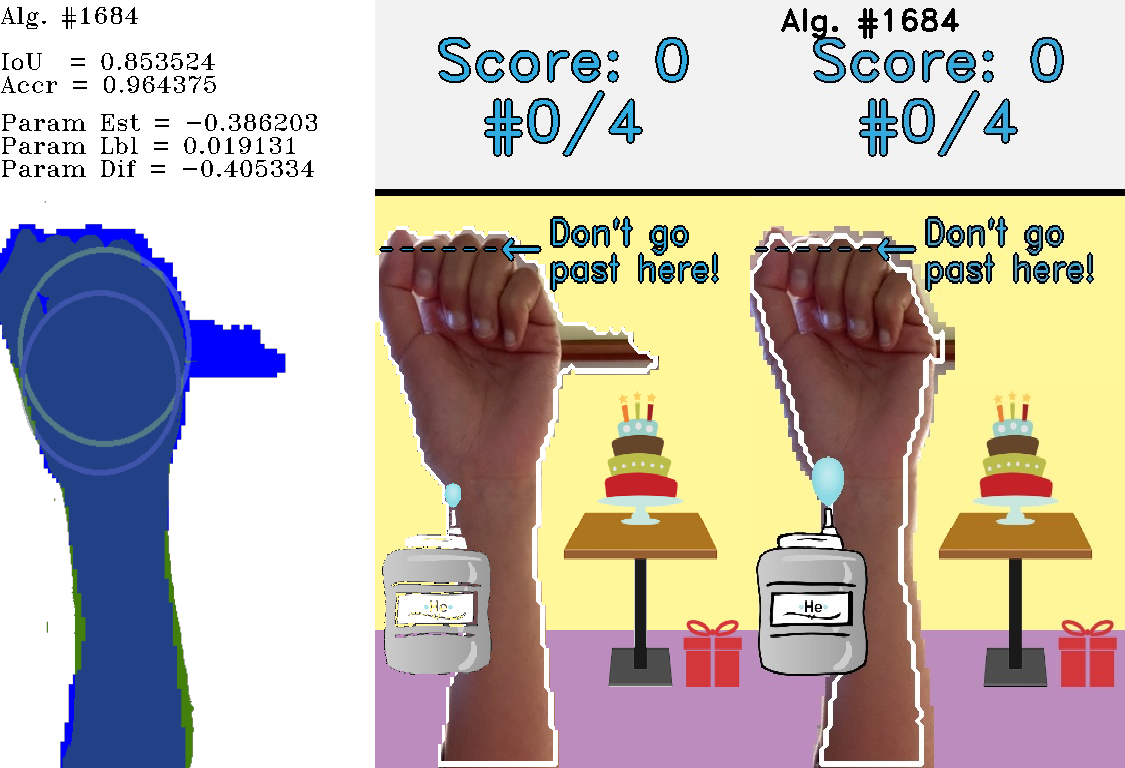 Alg. #1684
IoU = 0.853524
Accr = 0.964375
Param Est = −0.386203
Param Lbl = 0.019131
Param Dif = −0.405334
Score: 0
#0/4
Don't go
past here!
He
Alg. #1684
Score: 0
#0/4
Don't go
past here!
He